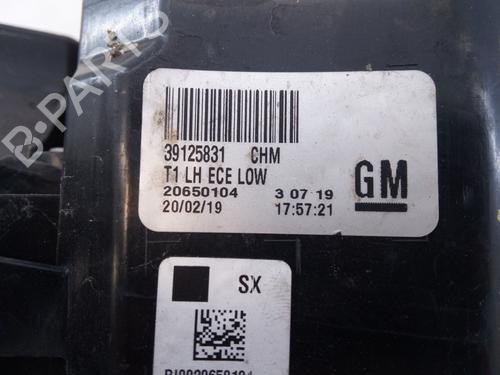 39125831 CHM
T1 LH ECE LOW
20650104 3 07 19
20/02/19 17:57:21
GM
SX
B-PARTS